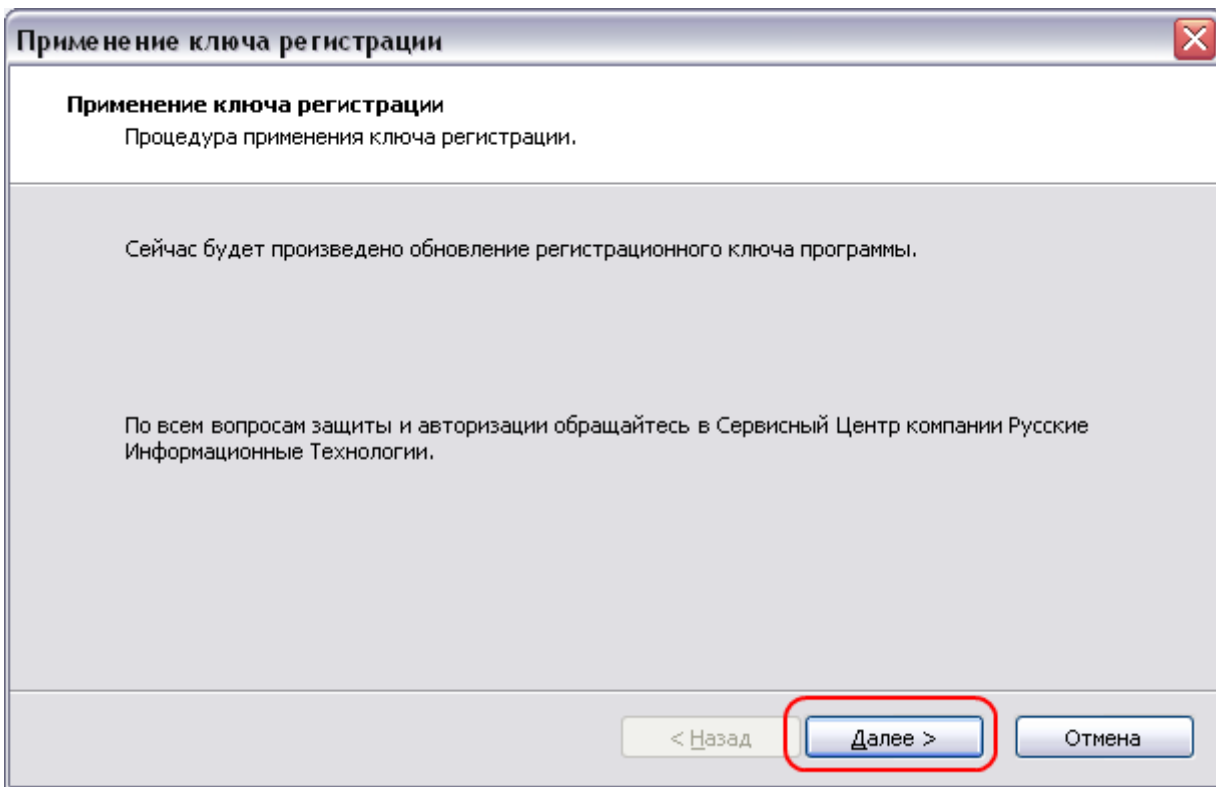 Применение ключа регистрации
Применение ключа регистрации
Процедура применения ключа регистрации.
Сейчас будет произведено обновление регистрационного ключа программы.
По всем вопросам защиты и авторизации обращайтесь в Сервисный Центр компании Русские
Информационные Технологии.
< Назад
Далее >
Отмена